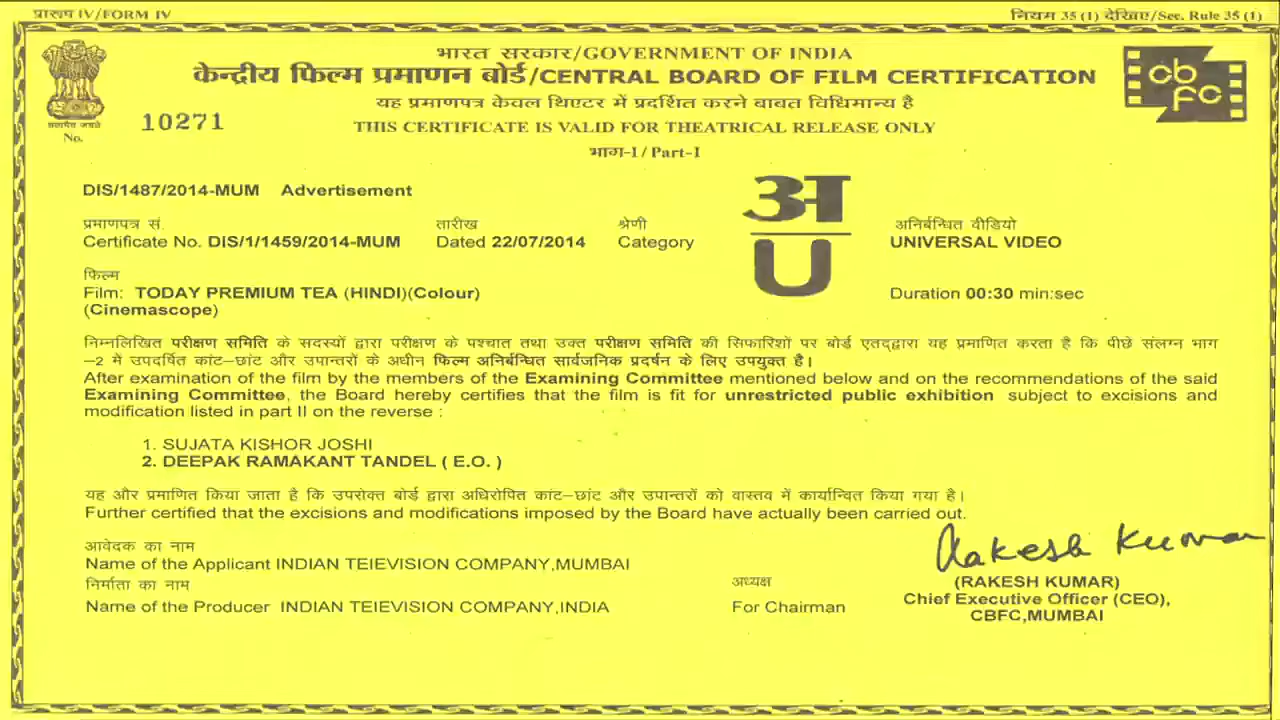 प्रारूप IV/FORM IV
नियम 35 (1) देखिए/See. Rule 35 (1)
भारत सरकार/GOVERNMENT OF INDIA
केन्द्रीय फिल्म प्रमाणन बोर्ड/CENTRAL BOARD OF FILM CERTIFICATION
cb
fc
यह प्रमाणपत्र केवल थिएटर में प्रदर्शित करने बाबत विधिमान्य है
सत्यमेव जयते
No. 10271
THIS CERTIFICATE IS VALID FOR THEATRICAL RELEASE ONLY
भाग-I / Part-I
DIS/1487/2014-MUM Advertisement
अ
U
प्रमाणपत्र सं. तारीख श्रेणी अनिर्बन्धित वीडियो
Certificate No. DIS/1/1459/2014-MUM Dated 22/07/2014 Category UNIVERSAL VIDEO
फिल्म
Film: TODAY PREMIUM TEA (HINDI)(Colour) Duration 00:30 min:sec
(Cinemascope)
निम्नलिखित परीक्षण समिति के सदस्यों द्वारा परीक्षण के पश्चात तथा उक्त परीक्षण समिति की सिफारिशों पर बोर्ड एतद्द्वारा यह प्रमाणित करता है कि पीछे संलग्न भाग
-2 में उपदर्षित कांट-छांट और उपान्तरों के अधीन फिल्म अनिबन्धित सार्वजनिक प्रदर्षन के लिए उपयुक्त है।
After examination of the film by the members of the Examining Committee mentioned below and on the recommendations of the said
Examining Committee, the Board hereby certifies that the film is fit for unrestricted public exhibition subject to excisions and
modification listed in part II on the reverse :
1. SUJATA KISHOR JOSHI
2. DEEPAK RAMAKANT TANDEL ( E.O. )
यह और प्रमाणित किया जाता है कि उपरोक्त बोर्ड द्वारा अधिरोपित कांट-छांट और उपान्तरों को वास्तव में कार्यान्वित किया गया है।
Further certified that the excisions and modifications imposed by the Board have actually been carried out.
Rakesh Kumar
आवेदक का नाम
Name of the Applicant INDIAN TEIEVISION COMPANY,MUMBAI
निर्माता का नाम अध्यक्ष (RAKESH KUMAR)
Name of the Producer INDIAN TEIEVISION COMPANY,INDIA For Chairman Chief Executive Officer (CEO),
CBFC,MUMBAI